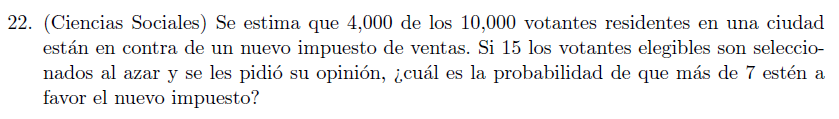 22. (Ciencias Sociales) Se estima que 4,000 de los 10,000 votantes residentes en una ciudad
están en contra de un nuevo impuesto de ventas. Si 15 los votantes elegibles son seleccio-
nados al azar y se les pidió su opinión, ¿cuál es la probabilidad de que más de 7 estén a
favor el nuevo impuesto?